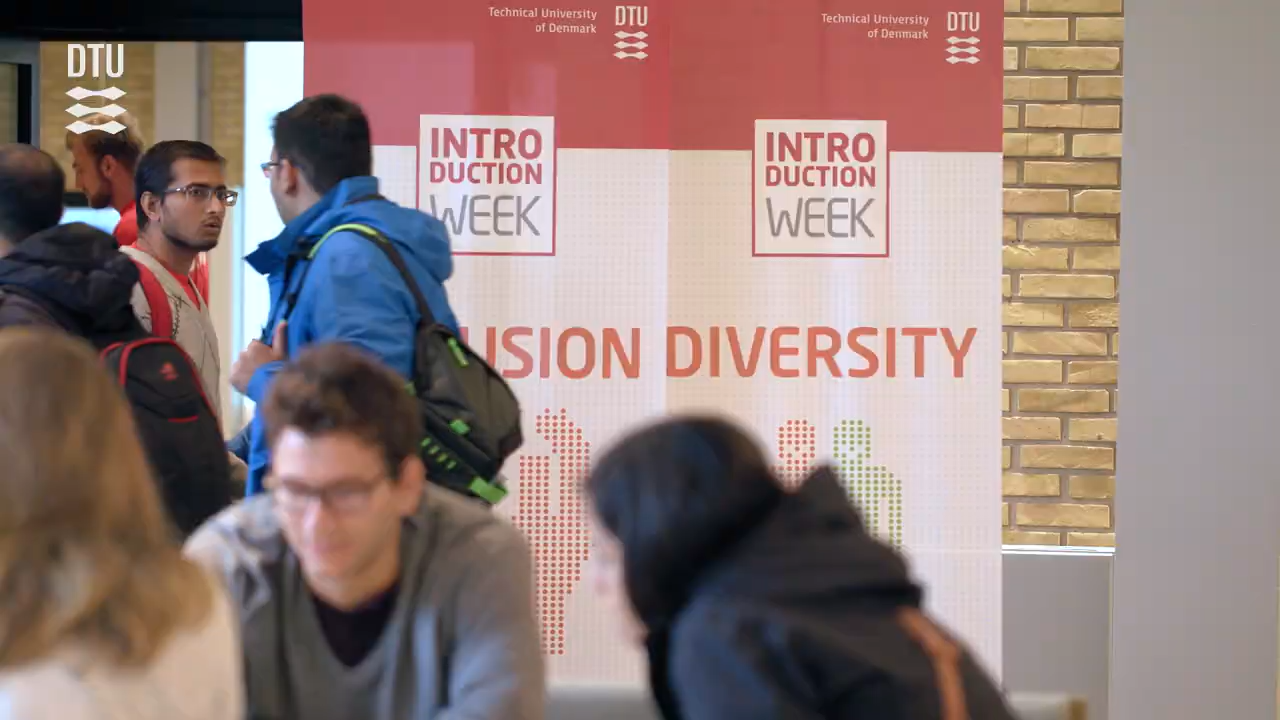 Technical University
of Denmark
DTU
Technical University
of Denmark
DTU
DTU
INTRO
DUCTION
WEEK
INTRO
DUCTION
WEEK
USION DIVERSITY